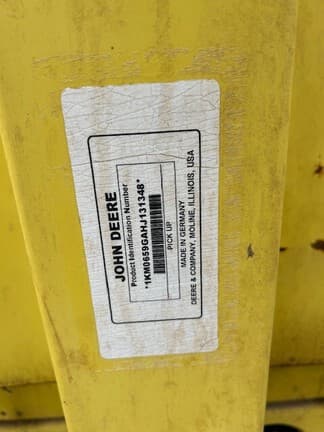 JOHN DEERE
Product Identification Number
*1KM0659GAHJ131348*
PICK UP
MADE IN GERMANY
DEERE & COMPANY, MOLINE, ILLINOIS, USA